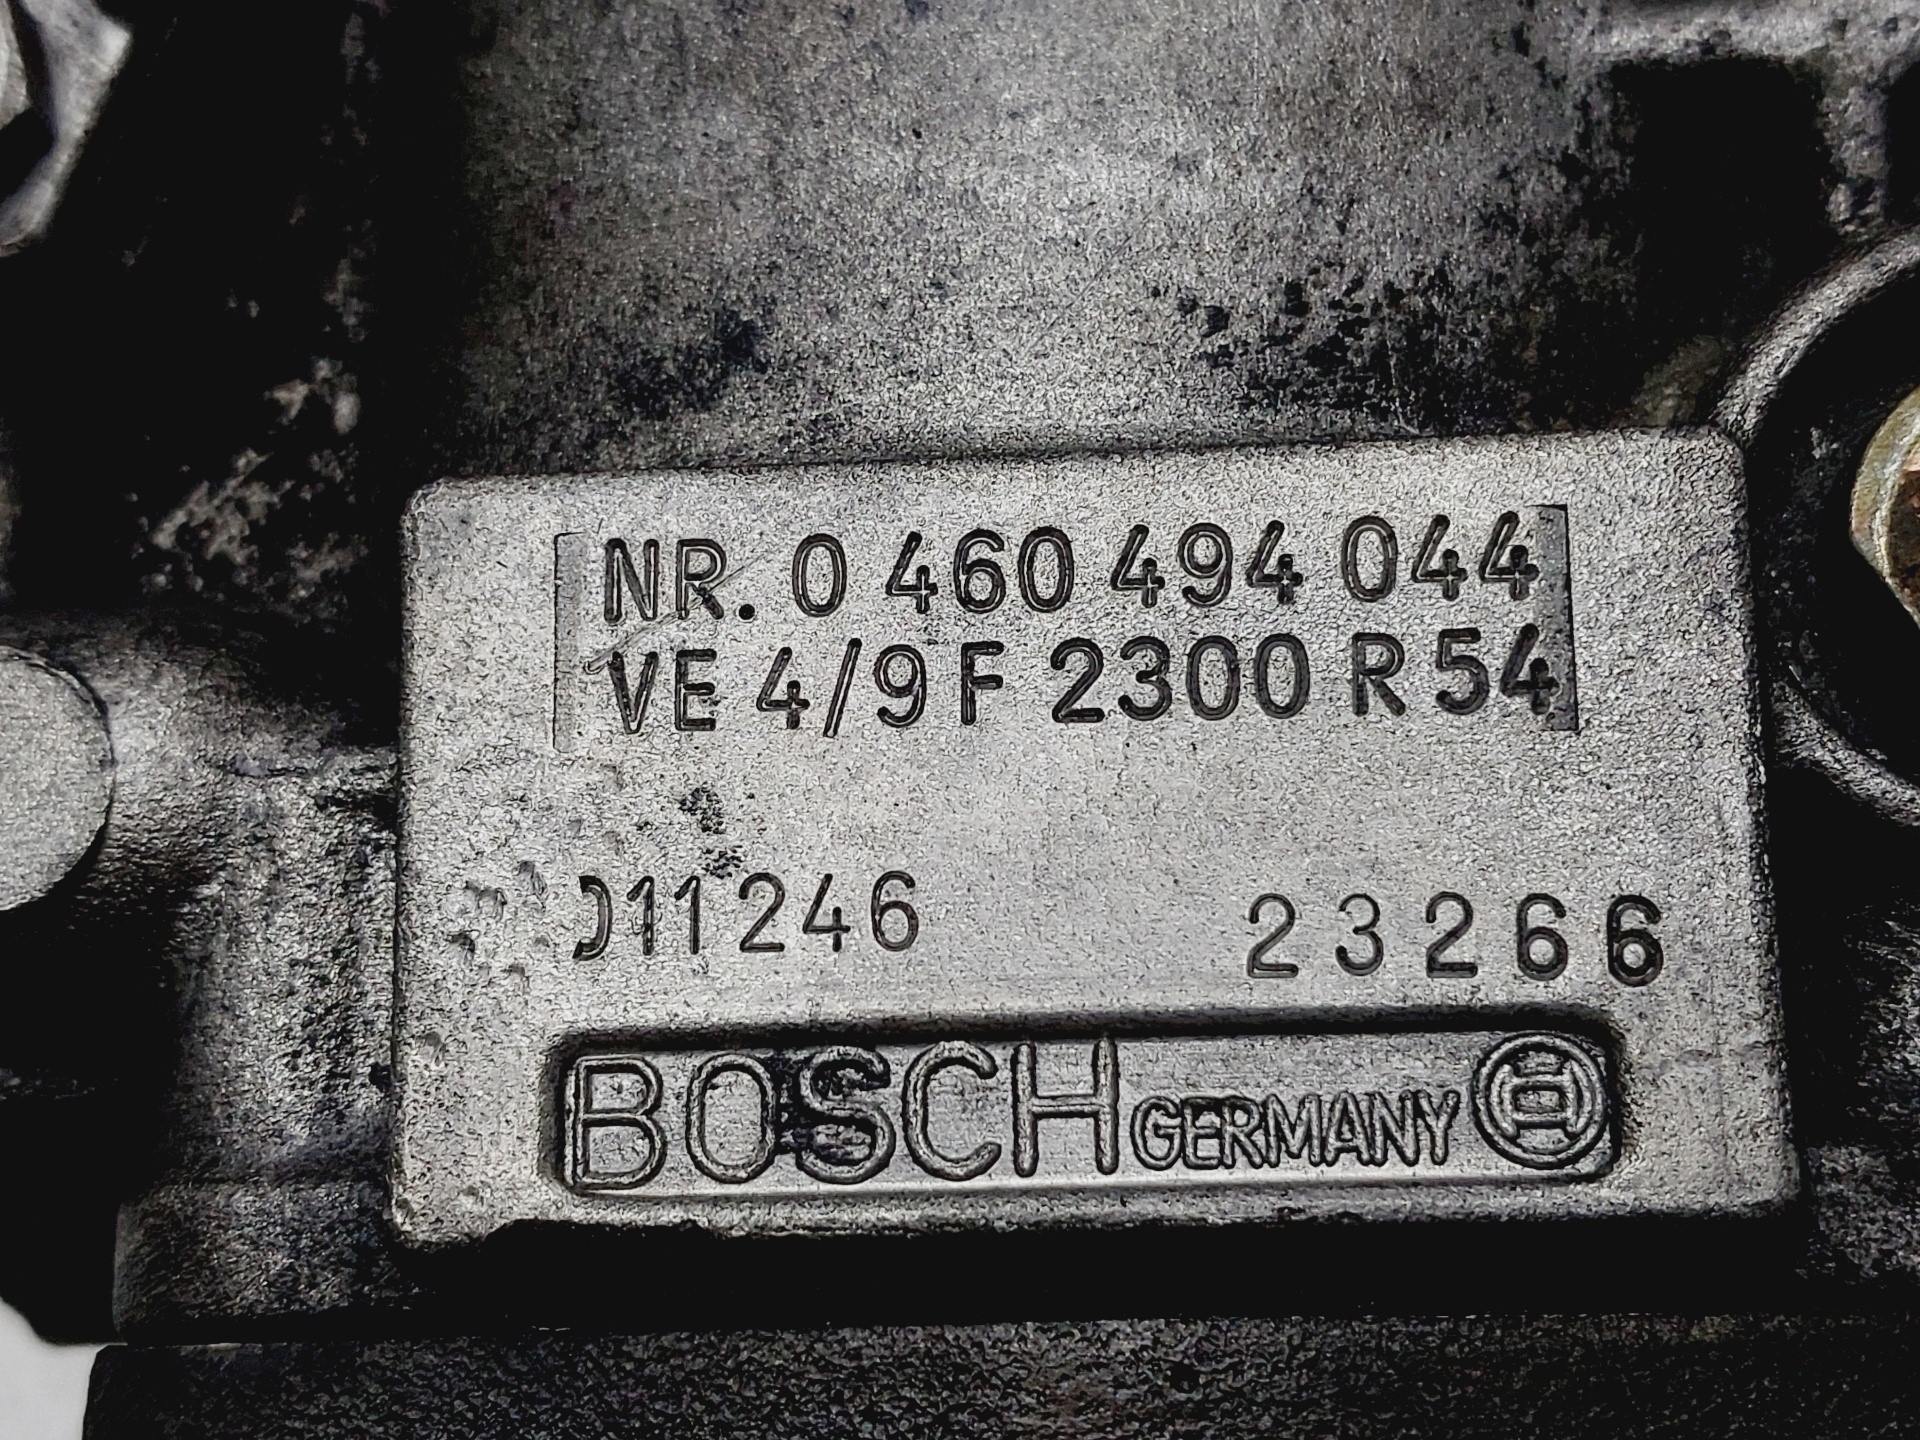 NR. 0 460 494 044
VE 4/9 F 2300 R 54
011246 23266
BOSCH GERMANY